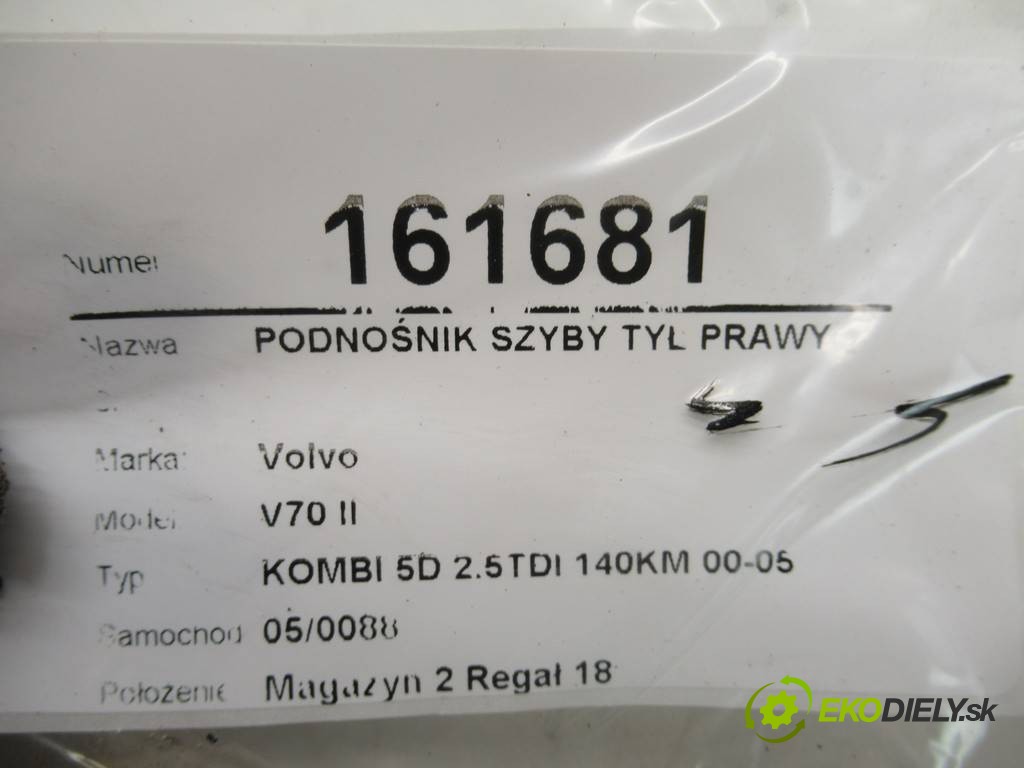 Numer 161681
Nazwa PODNOŚNIK SZYBY TYŁ PRAWY
Marka: Volvo
Model V70 II
Typ KOMBI 5D 2.5TDI 140KM 00-05
Samochód 05/0088
Położenie Magazyn 2 Regał 18
EKODIELY.sk